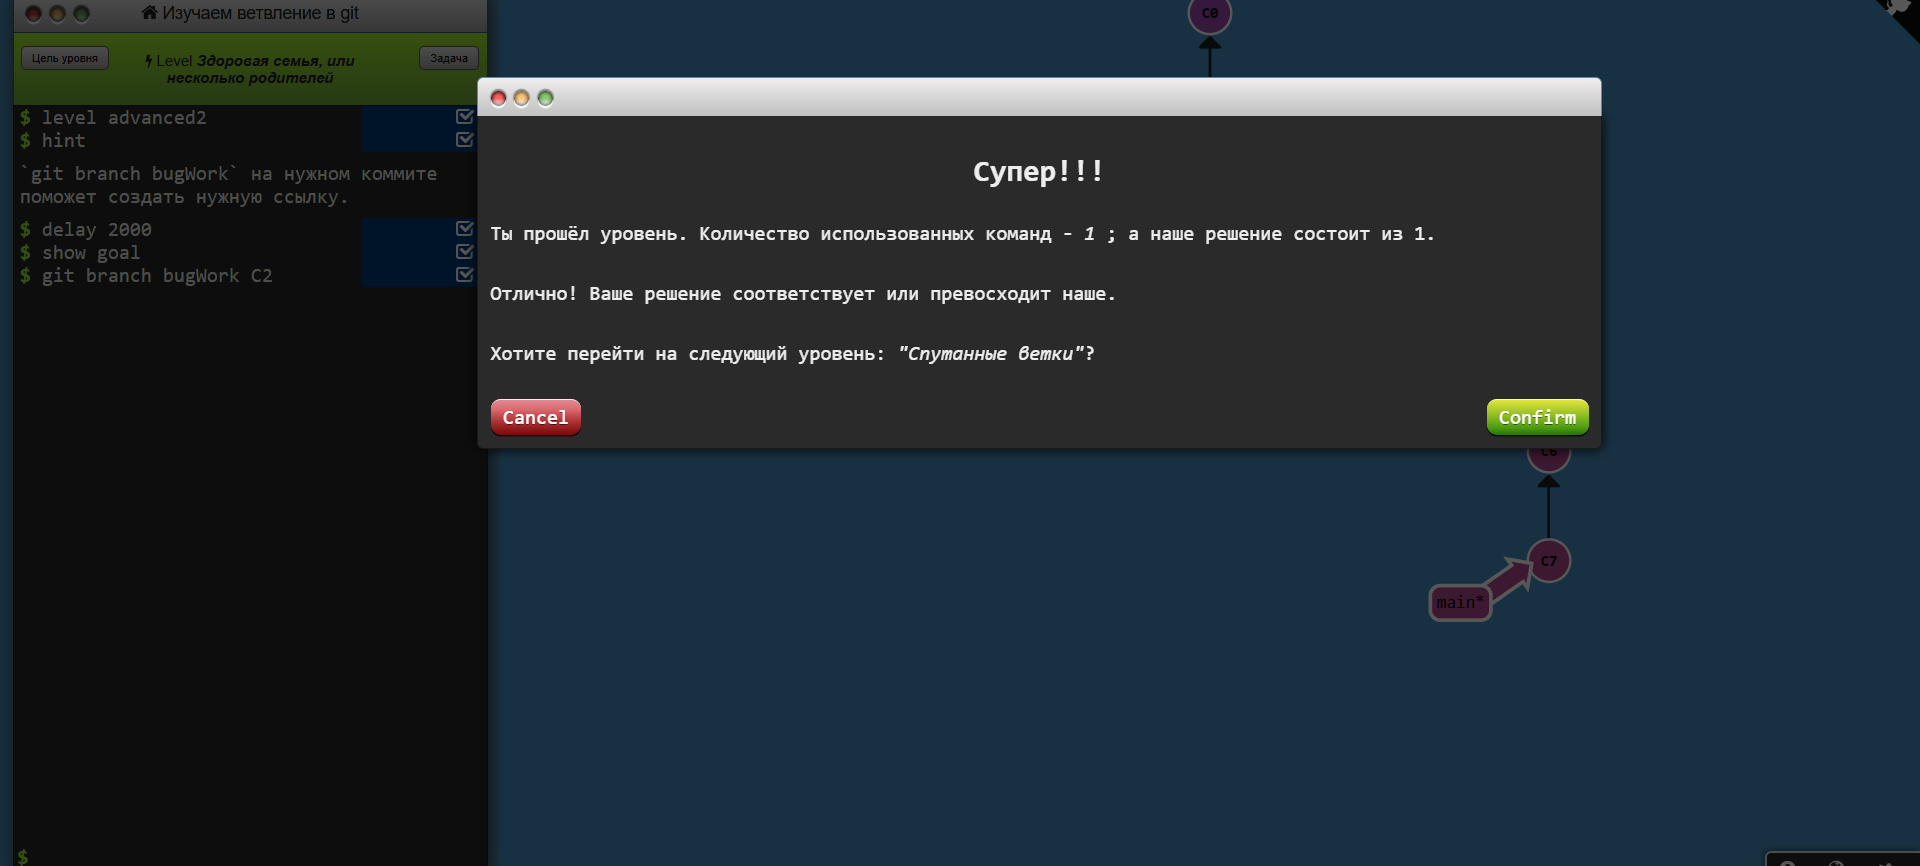 Изучаем ветвление в git
C0
Цель уровня
Level Здоровая семья, или
несколько родителей
Задача
$ level advanced2
$ hint
`git branch bugWork` на нужном коммите
поможет создать нужную ссылку.
$ delay 2000
$ show goal
$ git branch bugWork C2
Супер!!!
Ты прошёл уровень. Количество использованных команд - 1 ; а наше решение состоит из 1.
Отлично! Ваше решение соответствует или превосходит наше.
Хотите перейти на следующий уровень: "Спутанные ветки"?
Cancel
Confirm
C6
C7
main*
$